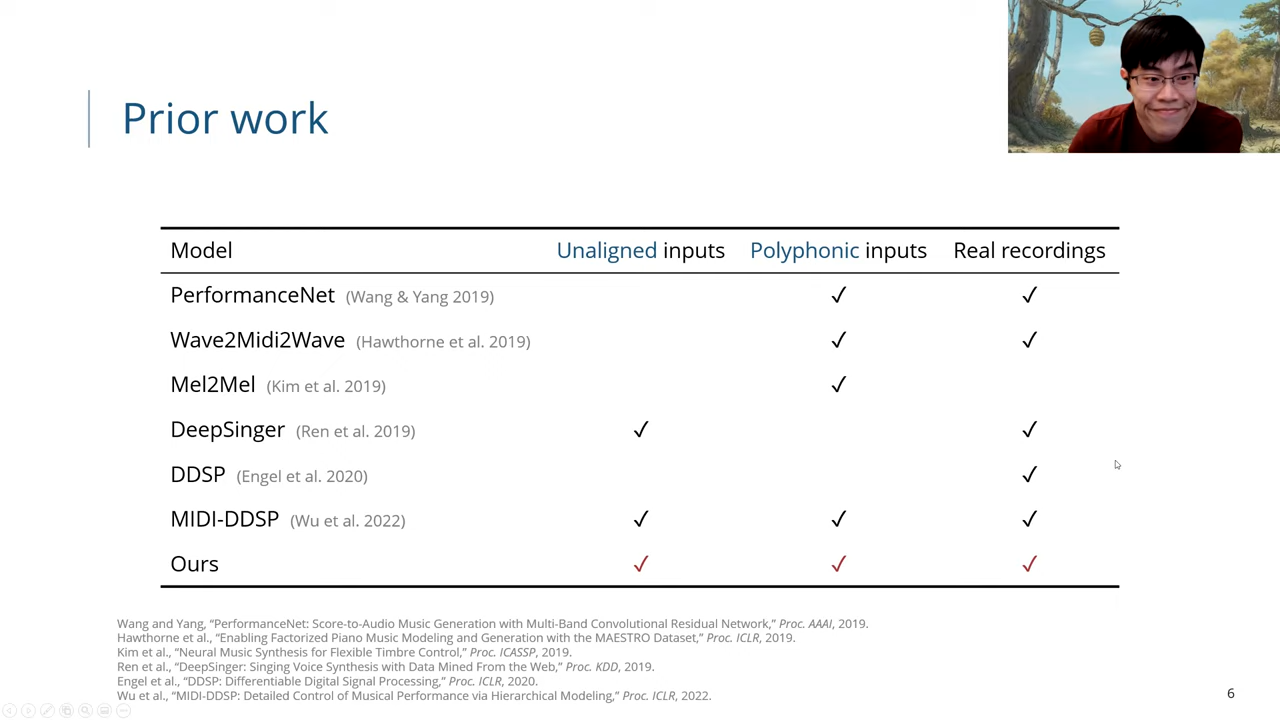 Prior work
Model Unaligned inputs Polyphonic inputs Real recordings
PerformanceNet (Wang & Yang 2019) ✓ ✓
Wave2Midi2Wave (Hawthorne et al. 2019) ✓ ✓
Mel2Mel (Kim et al. 2019) ✓
DeepSinger (Ren et al. 2019) ✓ ✓
DDSP (Engel et al. 2020) ✓
MIDI-DDSP (Wu et al. 2022) ✓ ✓ ✓
Ours ✓ ✓ ✓
Wang and Yang, “PerformanceNet: Score-to-Audio Music Generation with Multi-Band Convolutional Residual Network,” Proc. AAAI, 2019.
Hawthorne et al., “Enabling Factorized Piano Music Modeling and Generation with the MAESTRO Dataset,” Proc. ICLR, 2019.
Kim et al., “Neural Music Synthesis for Flexible Timbre Control,” Proc. ICASSP, 2019.
Ren et al., “DeepSinger: Singing Voice Synthesis with Data Mined From the Web,” Proc. KDD, 2019.
Engel et al., “DDSP: Differentiable Digital Signal Processing,” Proc. ICLR, 2020.
Wu et al., “MIDI-DDSP: Detailed Control of Musical Performance via Hierarchical Modeling,” Proc. ICLR, 2022.
6